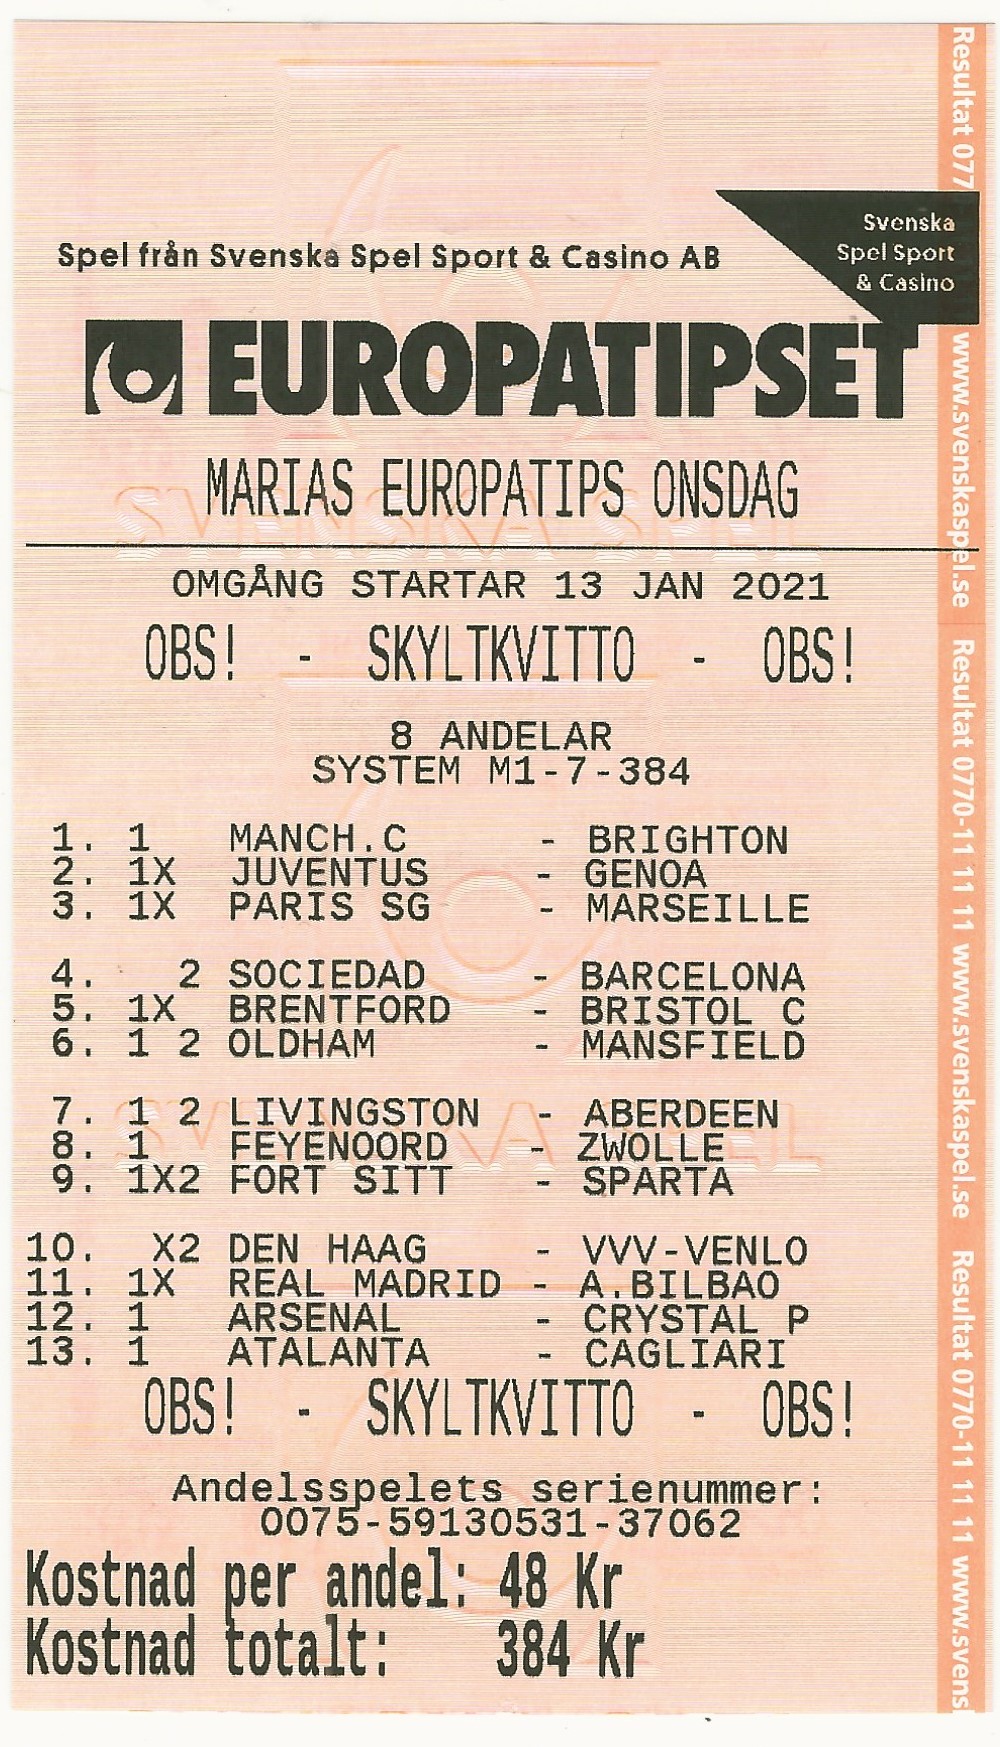 Svenska
Spel Sport
& Casino
Spel från Svenska Spel Sport & Casino AB
EUROPATIPSET
MARIAS EUROPATIPS ONSDAG
SVENSKA SPEL
OMGÅNG STARTAR 13 JAN 2021
OBS! - SKYLTKVITTO - OBS!
8 ANDELAR
SYSTEM M1-7-384
1. 1 MANCH.C - BRIGHTON
2. 1X JUVENTUS - GENOA
3. 1X PARIS SG - MARSEILLE
4. 2 SOCIEDAD - BARCELONA
5. 1X BRENTFORD - BRISTOL C
6. 1 2 OLDHAM - MANSFIELD
7. 1 2 LIVINGSTON - ABERDEEN
SVENSKA SPEL
8. 1 FEYENOORD - ZWOLLE
9. 1X2 FORT SITT - SPARTA
10. X2 DEN HAAG - VVV-VENLO
11. 1X REAL MADRID - A.BILBAO
12. 1 ARSENAL - CRYSTAL P
13. 1 ATALANTA - CAGLIARI
OBS! - SKYLTKVITTO - OBS!
Andelsspelets serienummer:
0075-59130531-37062
Kostnad per andel: 48 Kr
Kostnad totalt: 384 Kr
Resultat 077 www.svenskaspel.se Resultat 0770-11 11 11 www.svenskaspel.se Resultat 0770-11 11 11 www.svensl